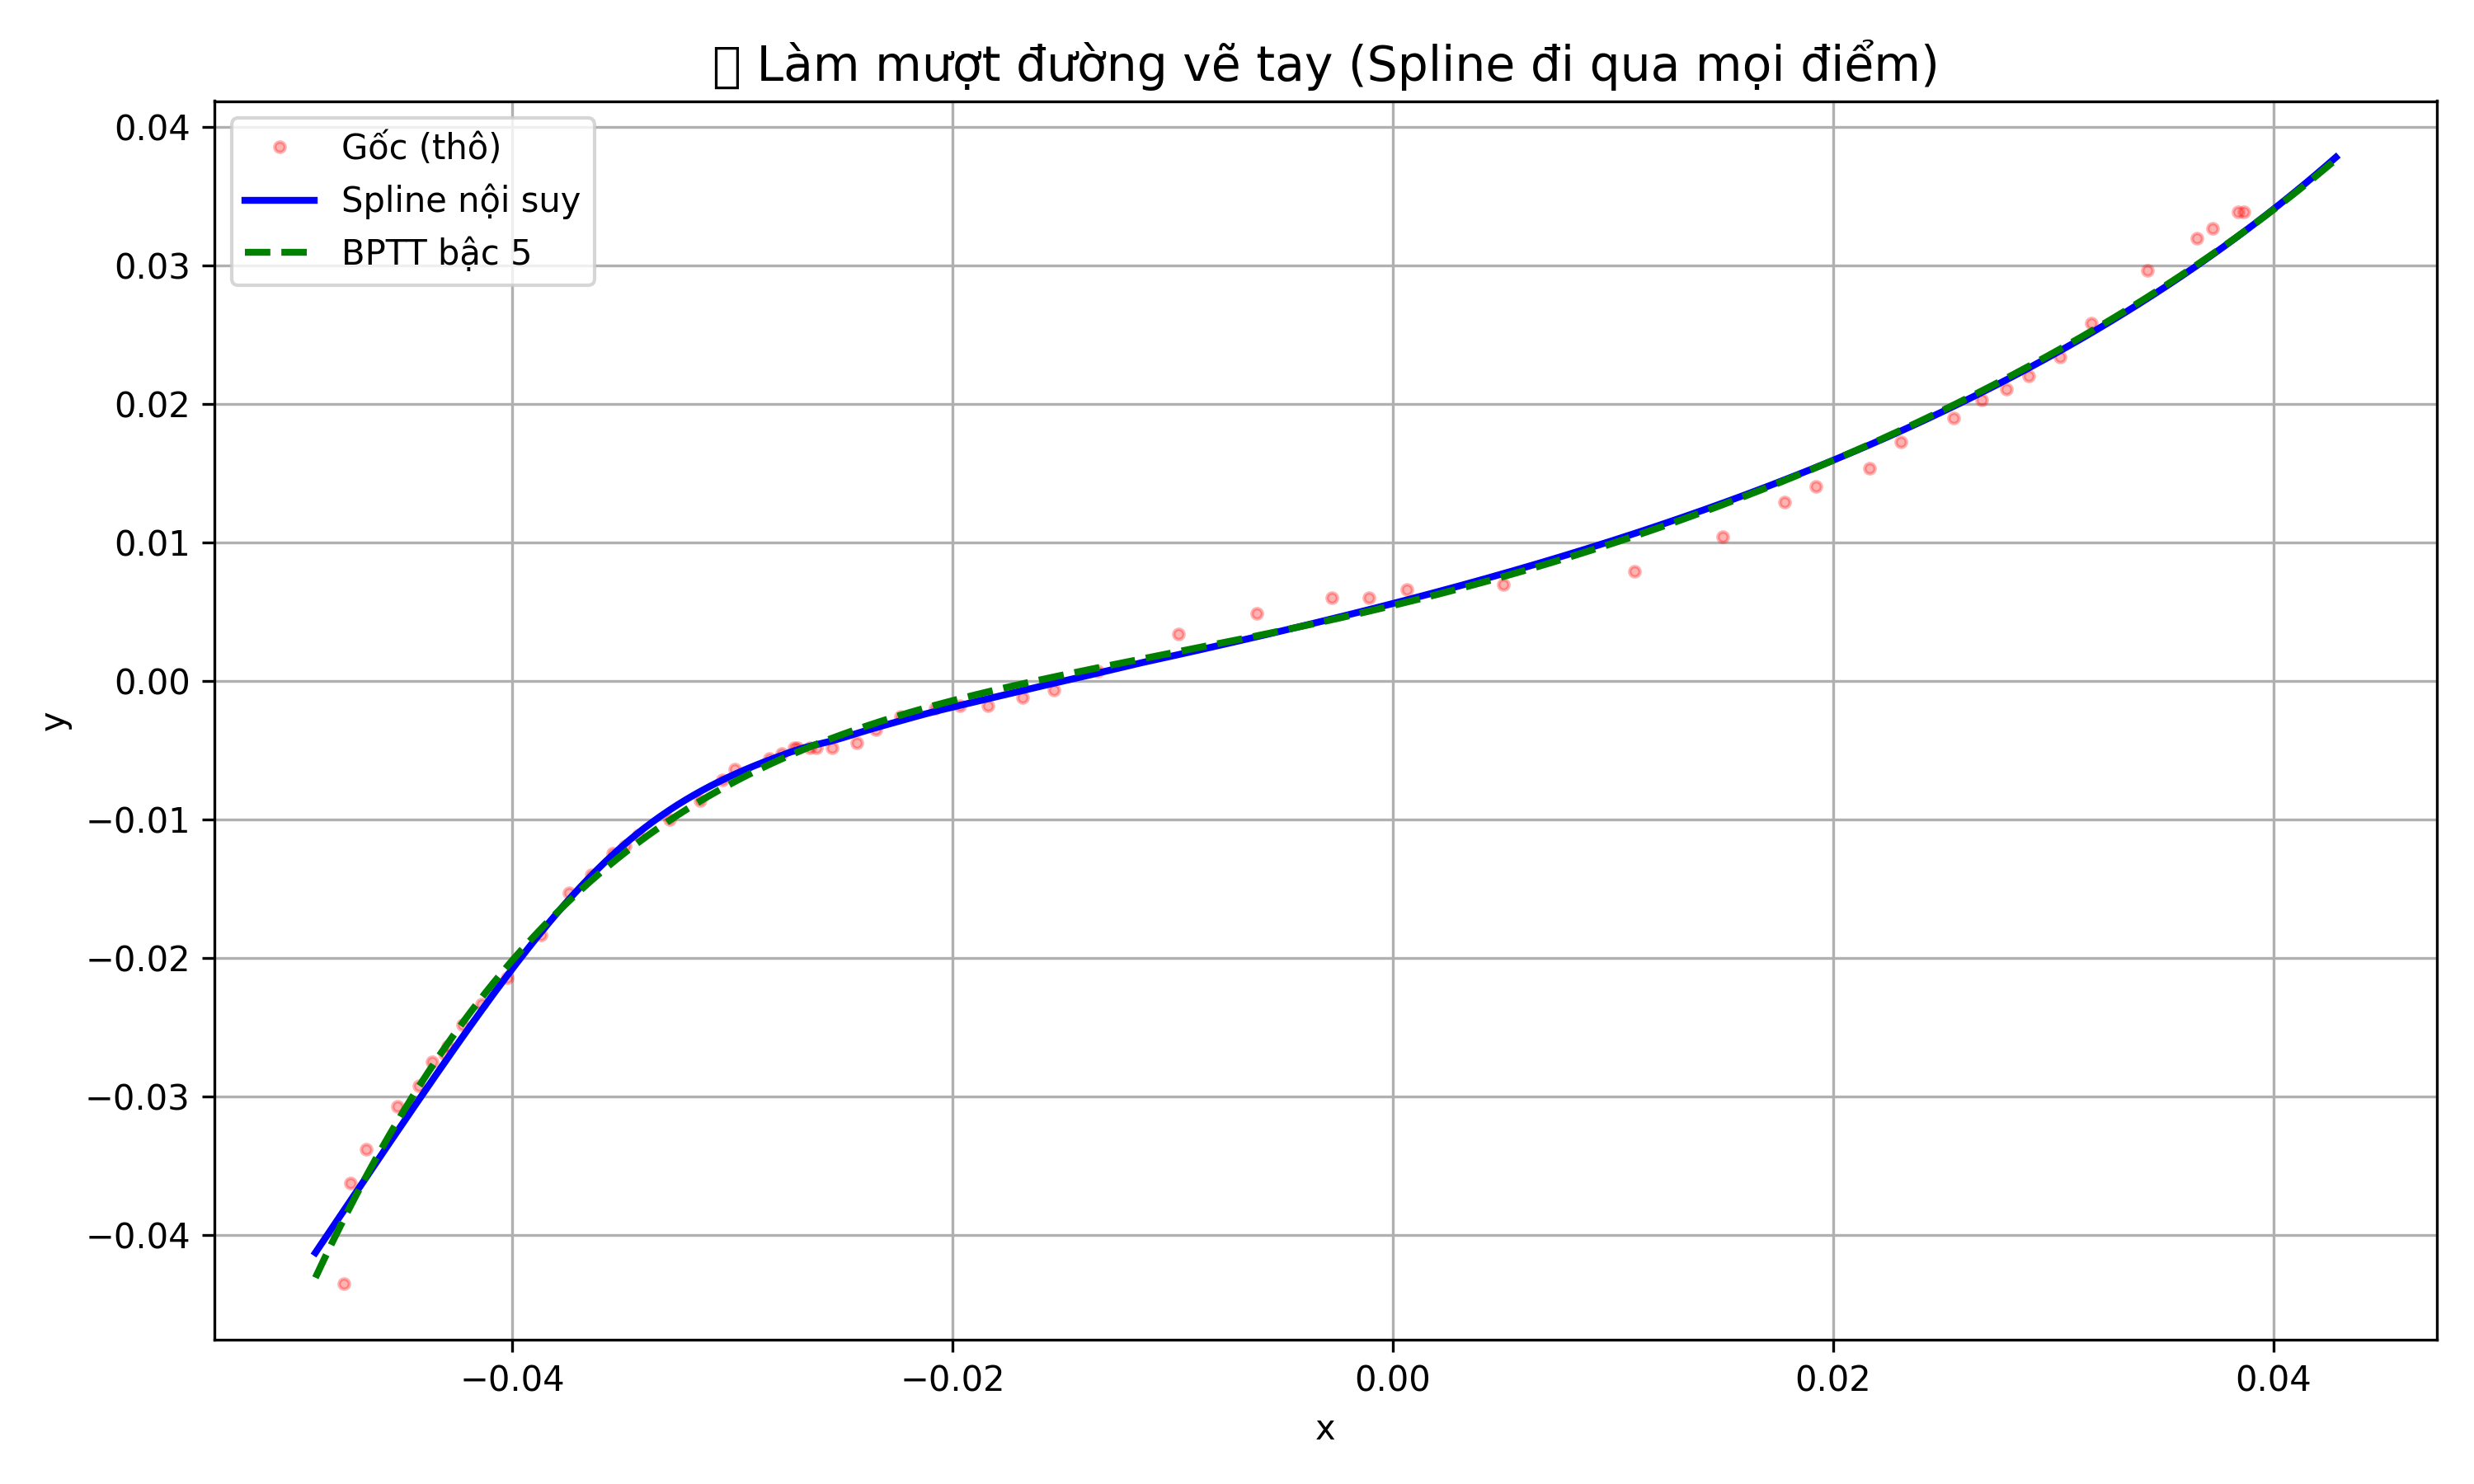 Làm mượt đường vẽ tay (Spline đi qua mọi điểm)
Gốc (thô)
Spline nội suy
BPTT bậc 5
0.04
0.03
0.02
0.01
0.00
−0.01
−0.02
−0.03
−0.04
y
−0.04
−0.02
0.00
0.02
0.04
x